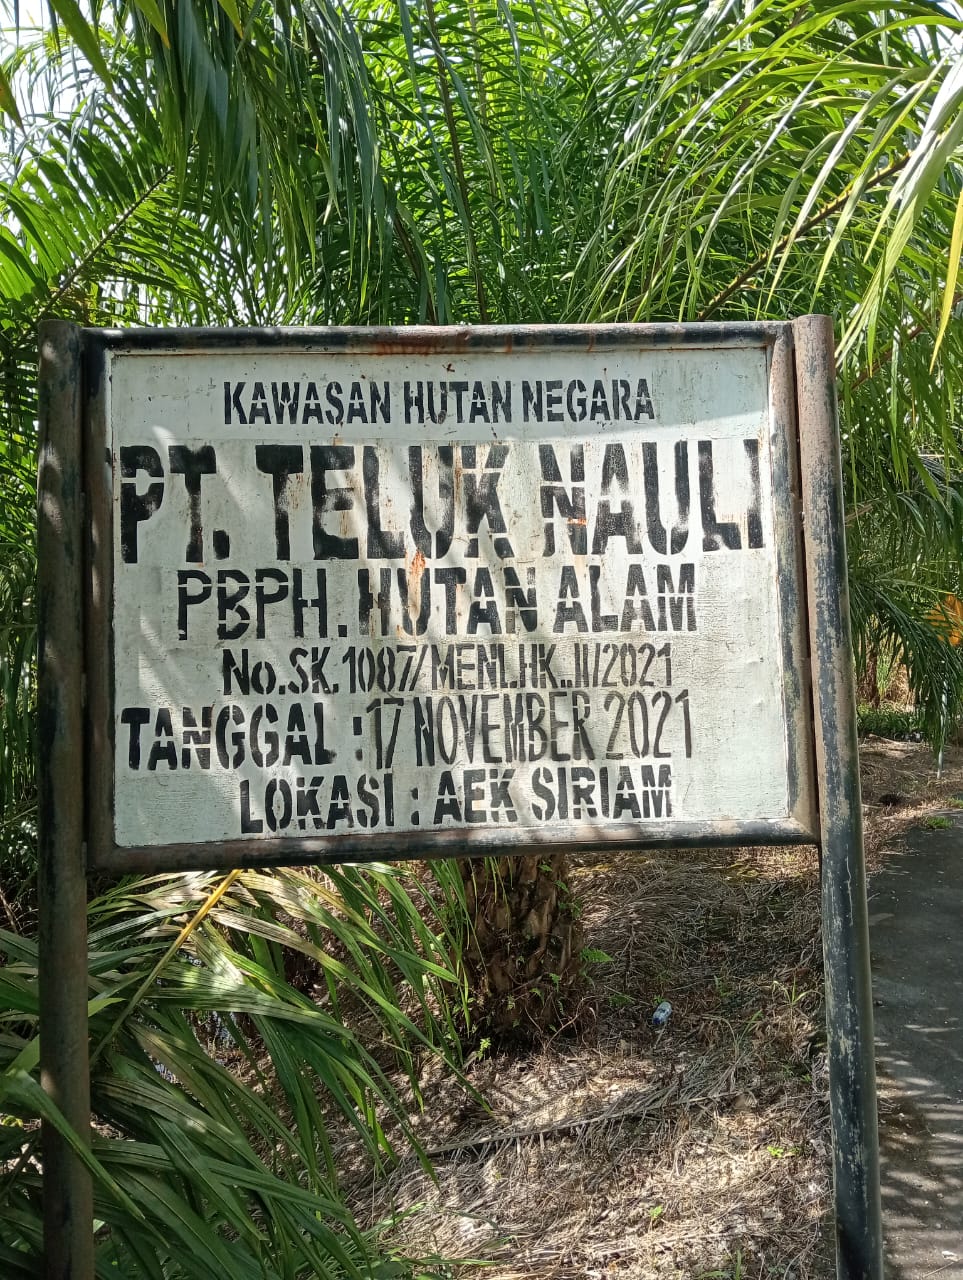 KAWASAN HUTAN NEGARA
PT. TELUK NAULI
PBPH. HUTAN ALAM
No.SK. 1087/MENLHK..II/2021
TANGGAL : 17 NOVEMBER 2021
LOKASI : AEK SIRIAM